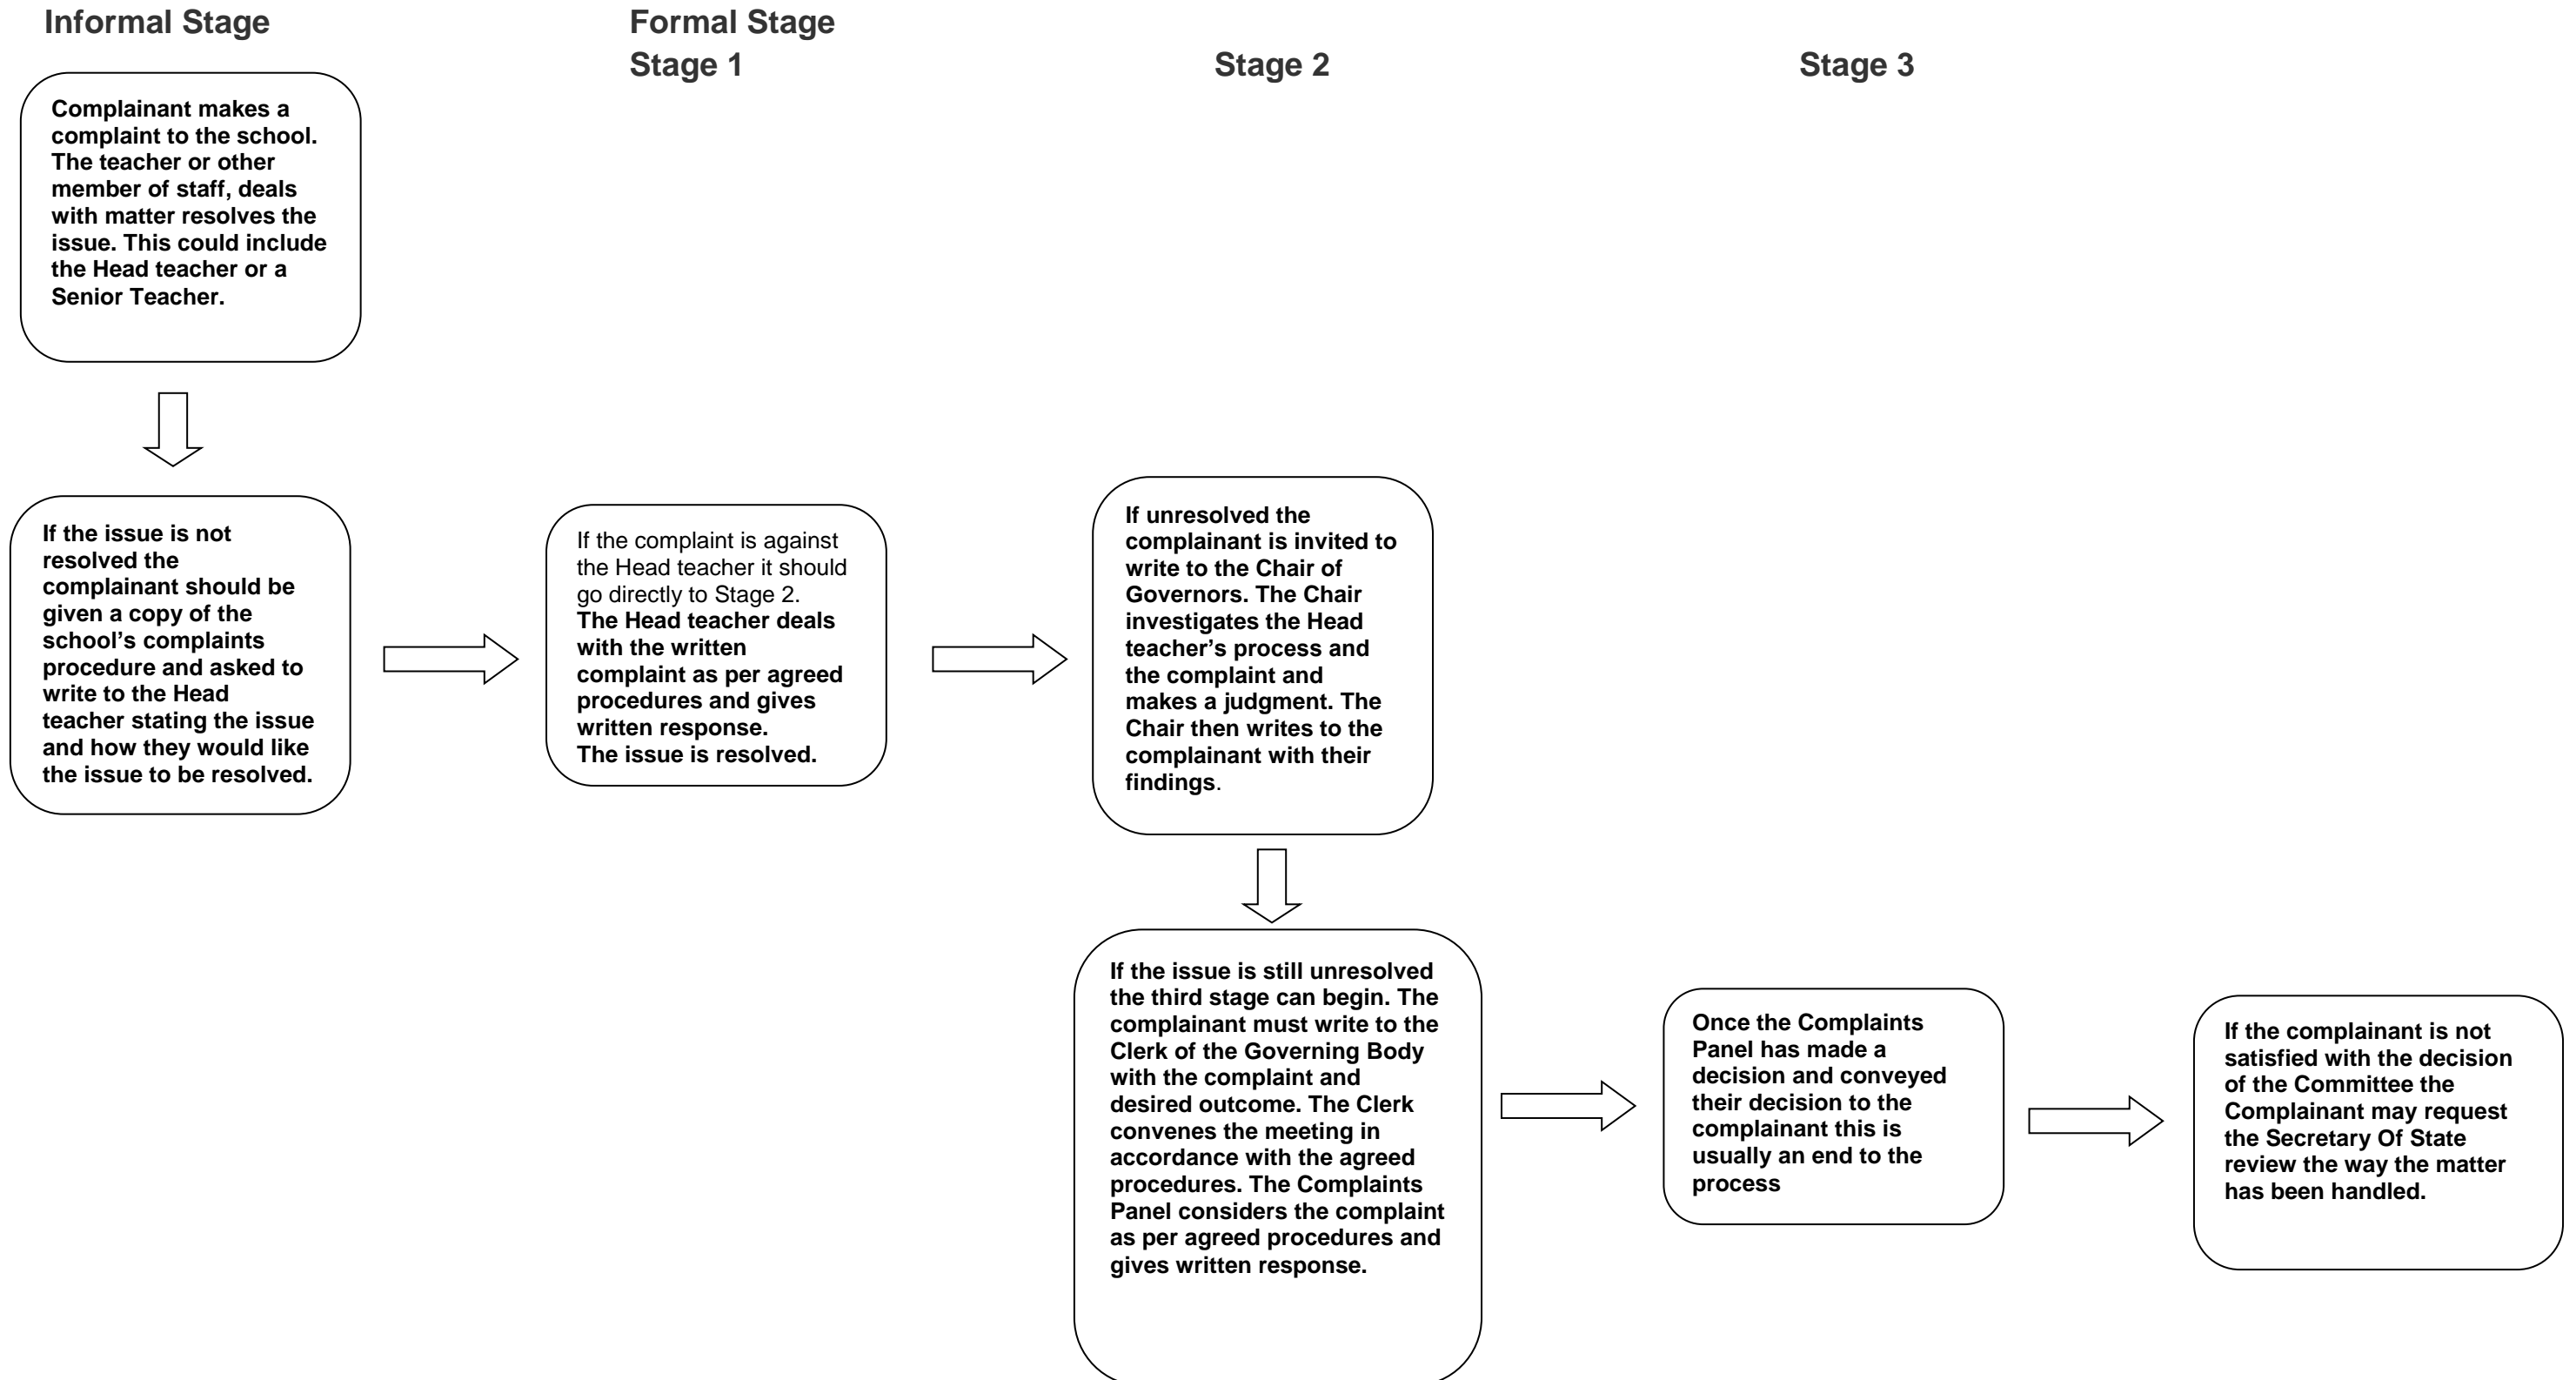 Informal Stage
Formal Stage
Stage 1
Stage 2
Stage 3
Complainant makes a
complaint to the school.
The teacher or other
member of staff, deals
with matter resolves the
issue. This could include
the Head teacher or a
Senior Teacher.
If the issue is not
resolved the
complainant should be
given a copy of the
school’s complaints
procedure and asked to
write to the Head
teacher stating the issue
and how they would like
the issue to be resolved.
If the complaint is against
the Head teacher it should
go directly to Stage 2.
The Head teacher deals
with the written
complaint as per agreed
procedures and gives
written response.
The issue is resolved.
If unresolved the
complainant is invited to
write to the Chair of
Governors. The Chair
investigates the Head
teacher’s process and
the complaint and
makes a judgment. The
Chair then writes to the
complainant with their
findings.
If the issue is still unresolved
the third stage can begin. The
complainant must write to the
Clerk of the Governing Body
with the complaint and
desired outcome. The Clerk
convenes the meeting in
accordance with the agreed
procedures. The Complaints
Panel considers the complaint
as per agreed procedures and
gives written response.
Once the Complaints
Panel has made a
decision and conveyed
their decision to the
complainant this is
usually an end to the
process
If the complainant is not
satisfied with the decision
of the Committee the
Complainant may request
the Secretary Of State
review the way the matter
has been handled.